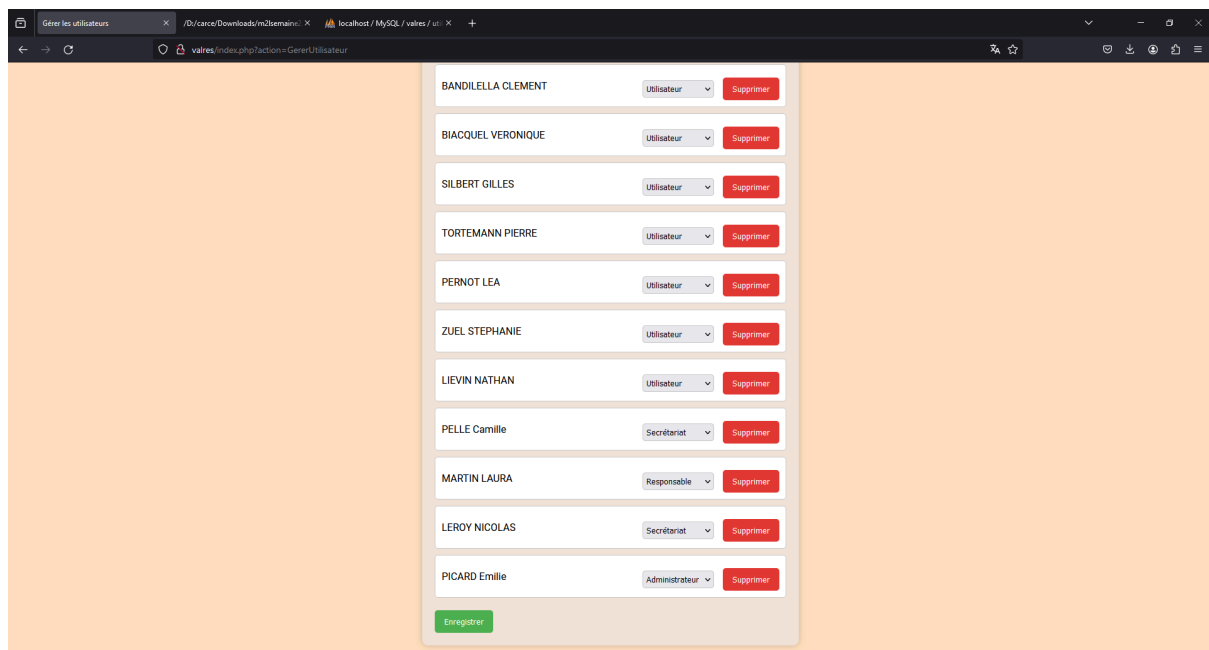 Gérer les utilisateurs
/D:/carce/Downloads/m2lsemaine2
localhost / MySQL / valres / uti
valres/index.php?action=GererUtilisateur
BANDILELLA CLEMENT Utilisateur Supprimer
BIACQUEL VERONIQUE Utilisateur Supprimer
SILBERT GILLES Utilisateur Supprimer
TORTEMANN PIERRE Utilisateur Supprimer
PERNOT LEA Utilisateur Supprimer
ZUEL STEPHANIE Utilisateur Supprimer
LIEVIN NATHAN Utilisateur Supprimer
PELLE Camille Secrétariat Supprimer
MARTIN LAURA Responsable Supprimer
LEROY NICOLAS Secrétariat Supprimer
PICARD Emilie Administrateur Supprimer
Enregistrer